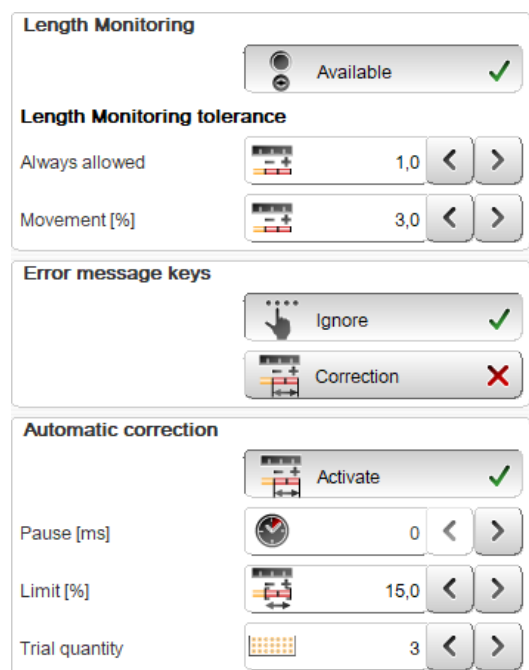 Length Monitoring
Available
Length Monitoring tolerance
Always allowed 1,0
Movement [%] 3,0
Error message keys
Ignore
Correction
Automatic correction
Activate
Pause [ms] 0
Limit [%] 15,0
Trial quantity 3